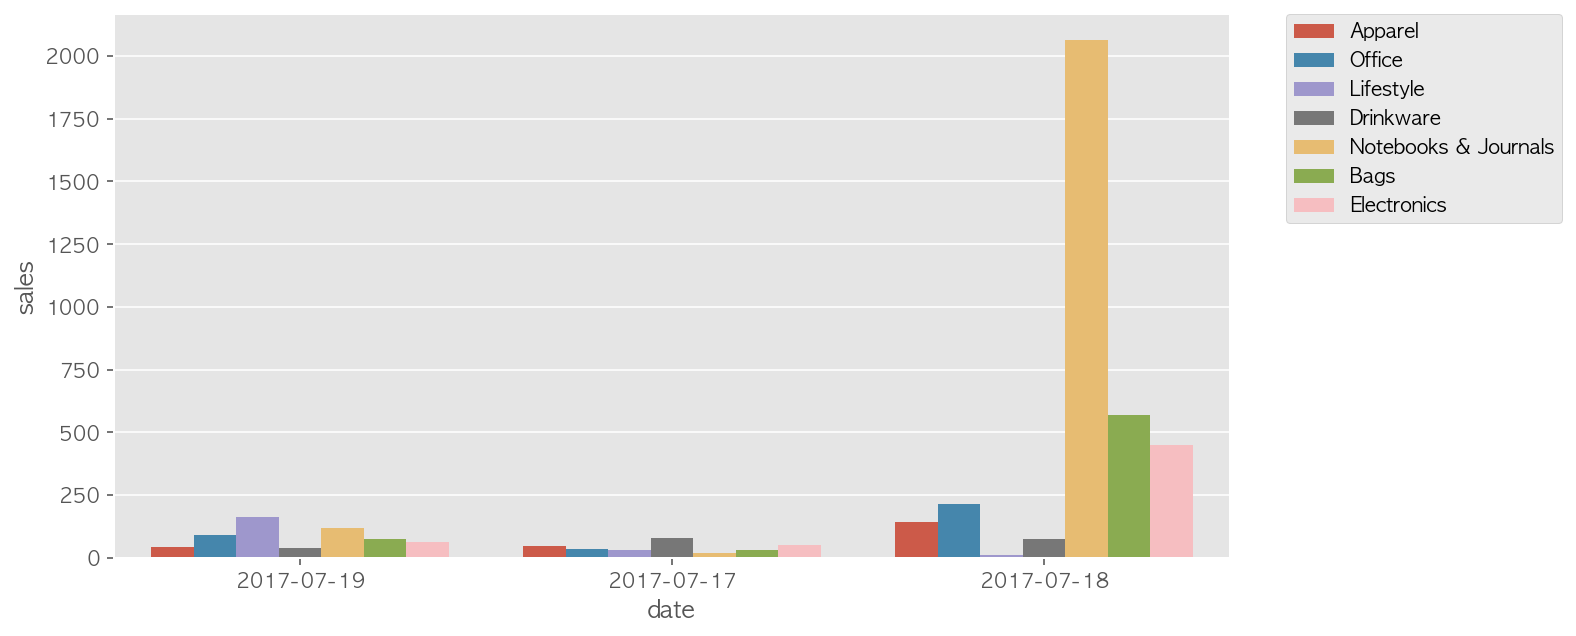 2000
1750
1500
1250
1000
750
500
250
0
sales
2017-07-19
2017-07-17
2017-07-18
date
Apparel
Office
Lifestyle
Drinkware
Notebooks & Journals
Bags
Electronics